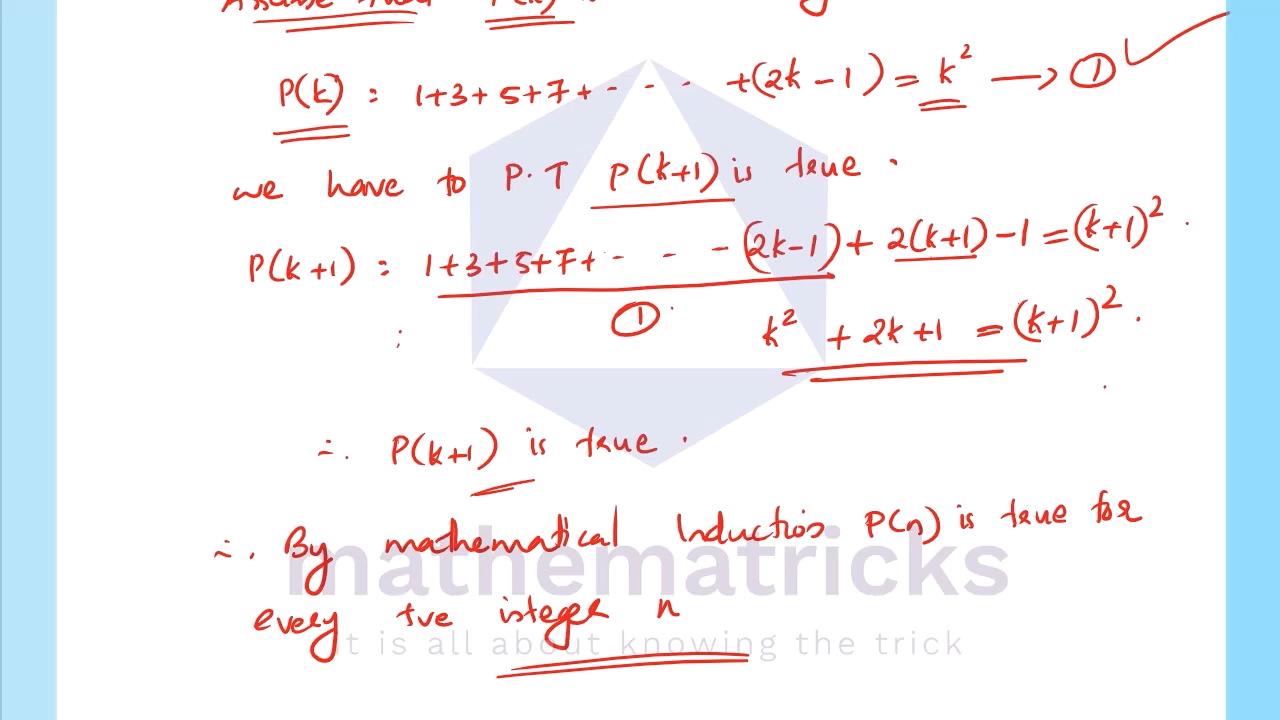 P(k) : 1+3+5+7+ - - - +(2k-1) = k² → ①
we have to P.T P(k+1) is true .
P(k+1) : 1+3+5+7+ - - - (2k-1)+ 2(k+1)-1=(k+1)² .
①
k² + 2k+1 = (k+1)² .
∴ P(k+1) is true .
∴ By mathematical Induction P(n) is true for
mathematricks
every +ve integer n
it is all about knowing the trick